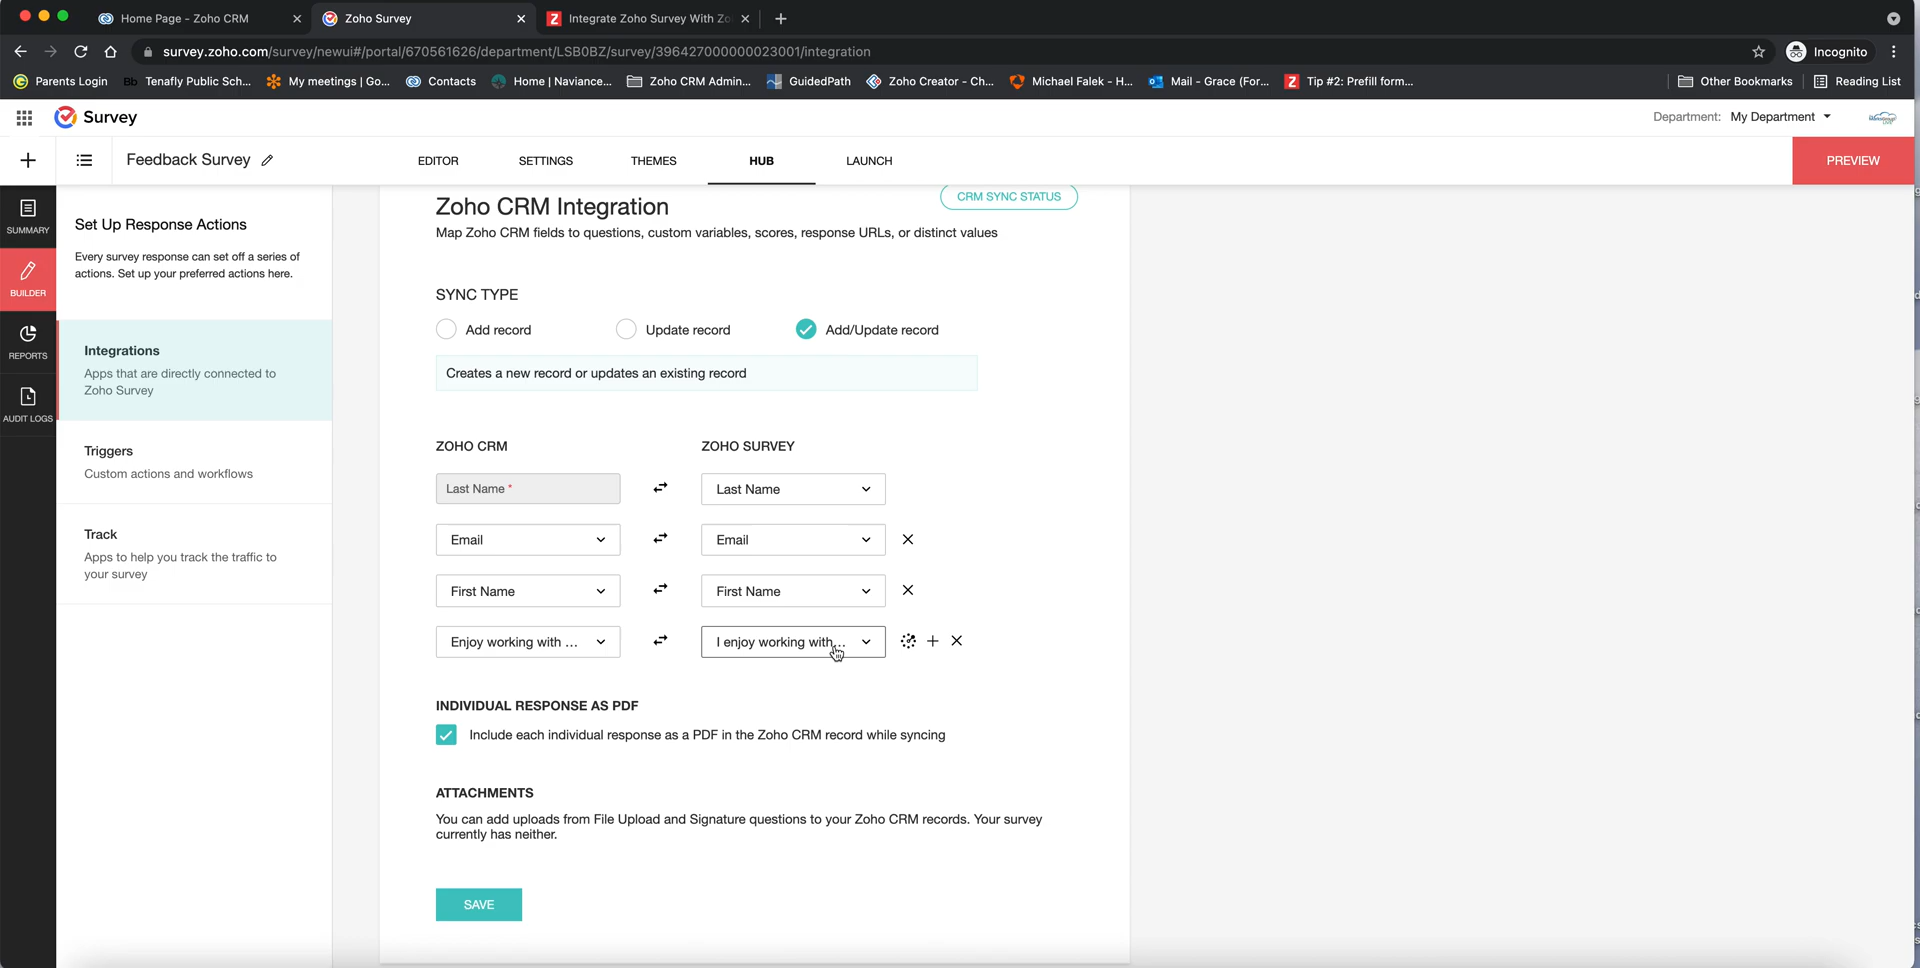 Home Page - Zoho CRM
Zoho Survey
Integrate Zoho Survey With Zo
survey.zoho.com/survey/newui#/portal/670561626/department/LSB0BZ/survey/396427000000023001/integration
Incognito
Parents Login
Bb Tenafly Public Sch...
My meetings | Go...
Contacts
Home | Naviance...
Zoho CRM Admin...
GuidedPath
Zoho Creator - Ch...
Michael Falek - H...
Mail - Grace (For...
Z Tip #2: Prefill form...
Other Bookmarks
Reading List
Survey
Department: My Department
Feedback Survey
EDITOR
SETTINGS
THEMES
HUB
LAUNCH
PREVIEW
SUMMARY
BUILDER
REPORTS
AUDIT LOGS
Set Up Response Actions
Every survey response can set off a series of
actions. Set up your preferred actions here.
Integrations
Apps that are directly connected to
Zoho Survey
Triggers
Custom actions and workflows
Track
Apps to help you track the traffic to
your survey
Zoho CRM Integration
CRM SYNC STATUS
Map Zoho CRM fields to questions, custom variables, scores, response URLs, or distinct values
SYNC TYPE
Add record
Update record
Add/Update record
Creates a new record or updates an existing record
ZOHO CRM
ZOHO SURVEY
Last Name *
Last Name
Email
Email
First Name
First Name
Enjoy working with ...
I enjoy working with...
INDIVIDUAL RESPONSE AS PDF
Include each individual response as a PDF in the Zoho CRM record while syncing
ATTACHMENTS
You can add uploads from File Upload and Signature questions to your Zoho CRM records. Your survey
currently has neither.
SAVE